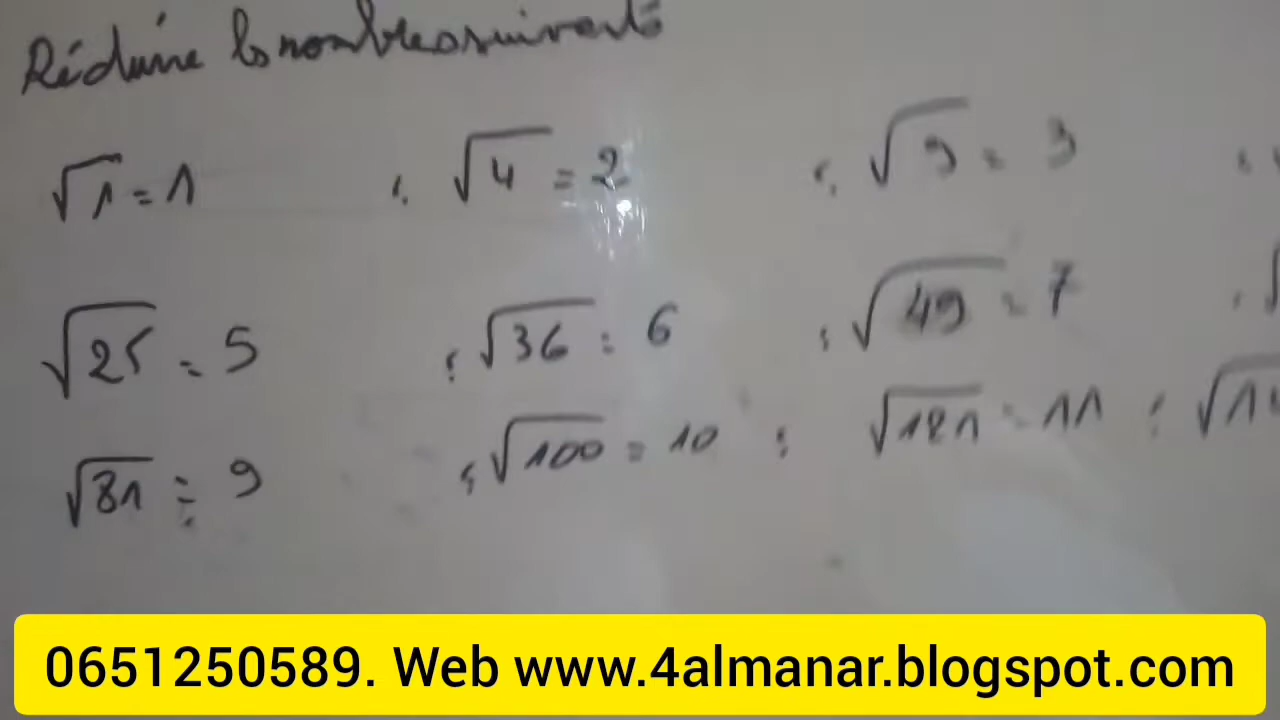 Réduire les nombres suivants
√1 = 1 ; √4 = 2 ; √9 = 3 ;
√25 = 5 ; √36 = 6 ; √49 = 7 ;
√81 = 9 ; √100 = 10 ; √121 = 11 ; √1
0651250589. Web www.4almanar.blogspot.com